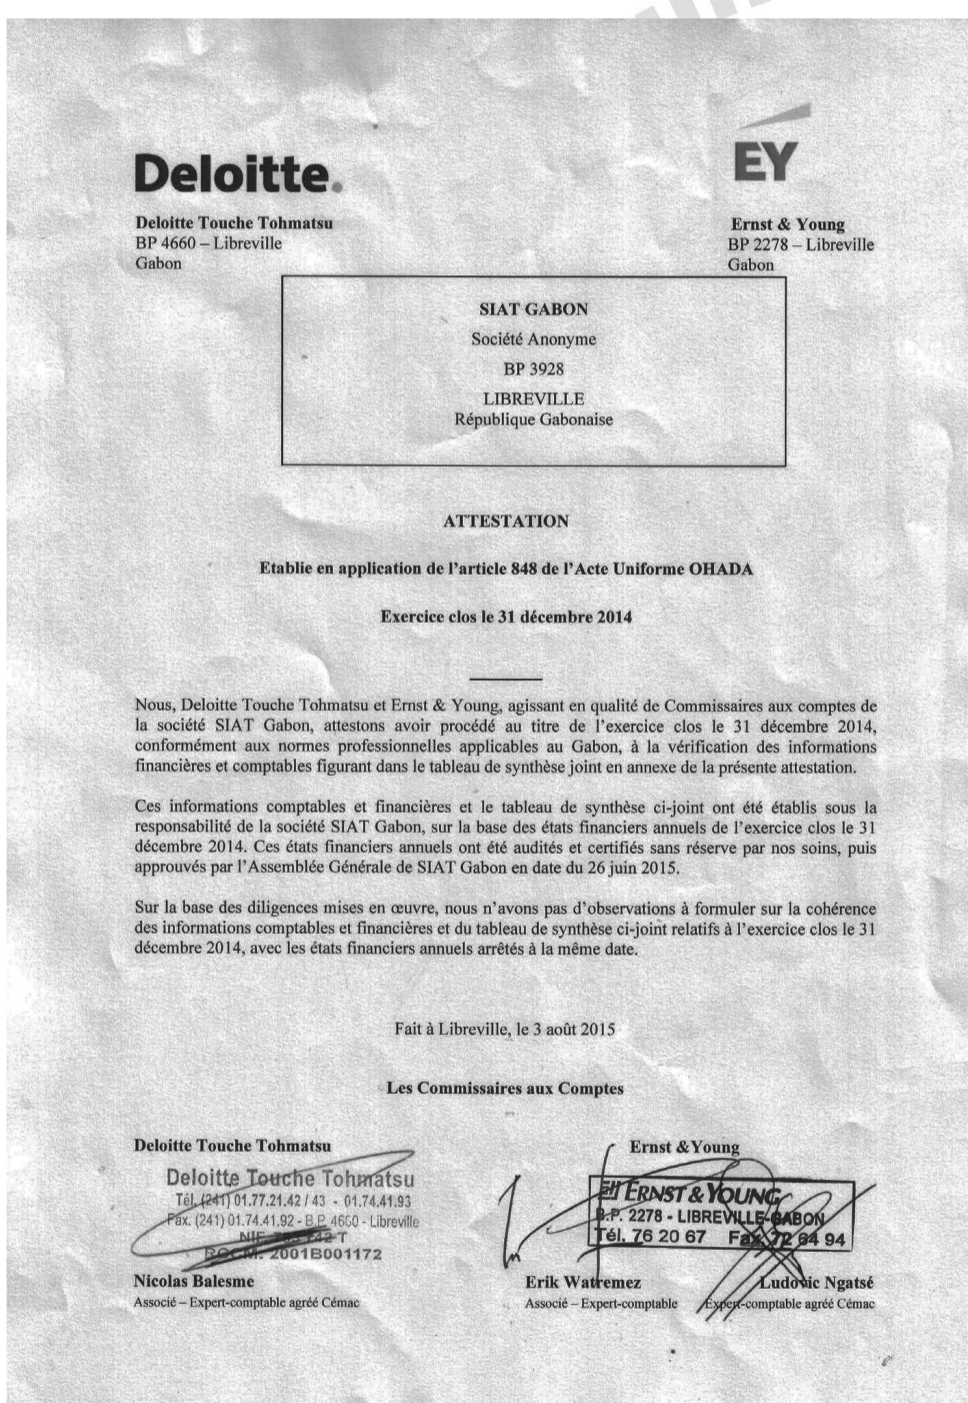 Deloitte.
EY
Deloitte Touche Tohmatsu
BP 4660 – Libreville
Gabon
Ernst & Young
BP 2278 – Libreville
Gabon
SIAT GABON
Société Anonyme
BP 3928
LIBREVILLE
République Gabonaise
ATTESTATION
Etablie en application de l'article 848 de l'Acte Uniforme OHADA
Exercice clos le 31 décembre 2014
Nous, Deloitte Touche Tohmatsu et Ernst & Young, agissant en qualité de Commissaires aux comptes de
la société SIAT Gabon, attestons avoir procédé au titre de l'exercice clos le 31 décembre 2014,
conformément aux normes professionnelles applicables au Gabon, à la vérification des informations
financières et comptables figurant dans le tableau de synthèse joint en annexe de la présente attestation.
Ces informations comptables et financières et le tableau de synthèse ci-joint ont été établis sous la
responsabilité de la société SIAT Gabon, sur la base des états financiers annuels de l'exercice clos le 31
décembre 2014. Ces états financiers annuels ont été audités et certifiés sans réserve par nos soins, puis
approuvés par l'Assemblée Générale de SIAT Gabon en date du 26 juin 2015.
Sur la base des diligences mises en œuvre, nous n'avons pas d'observations à formuler sur la cohérence
des informations comptables et financières et du tableau de synthèse ci-joint relatifs à l'exercice clos le 31
décembre 2014, avec les états financiers annuels arrêtés à la même date.
Fait à Libreville, le 3 août 2015
Les Commissaires aux Comptes
Deloitte Touche Tohmatsu
Deloitte Touche Tohmatsu
Tél. (241) 01.77.21.42 / 43 - 01.74.41.93
Fax. (241) 01.74.41.92 - B.P. 4660 - Libreville
NIF
RCCM: 2001B001172
Nicolas Balesme
Associé – Expert-comptable agréé Cémac
Ernst &Young
ERNST & YOUNG
B.P. 2278 - LIBREVILLE-GABON
Tél. 76 20 67 Fax 72 64 94
Erik Watremez
Associé – Expert-comptable
Ludovic Ngatsé
Expert-comptable agréé Cémac